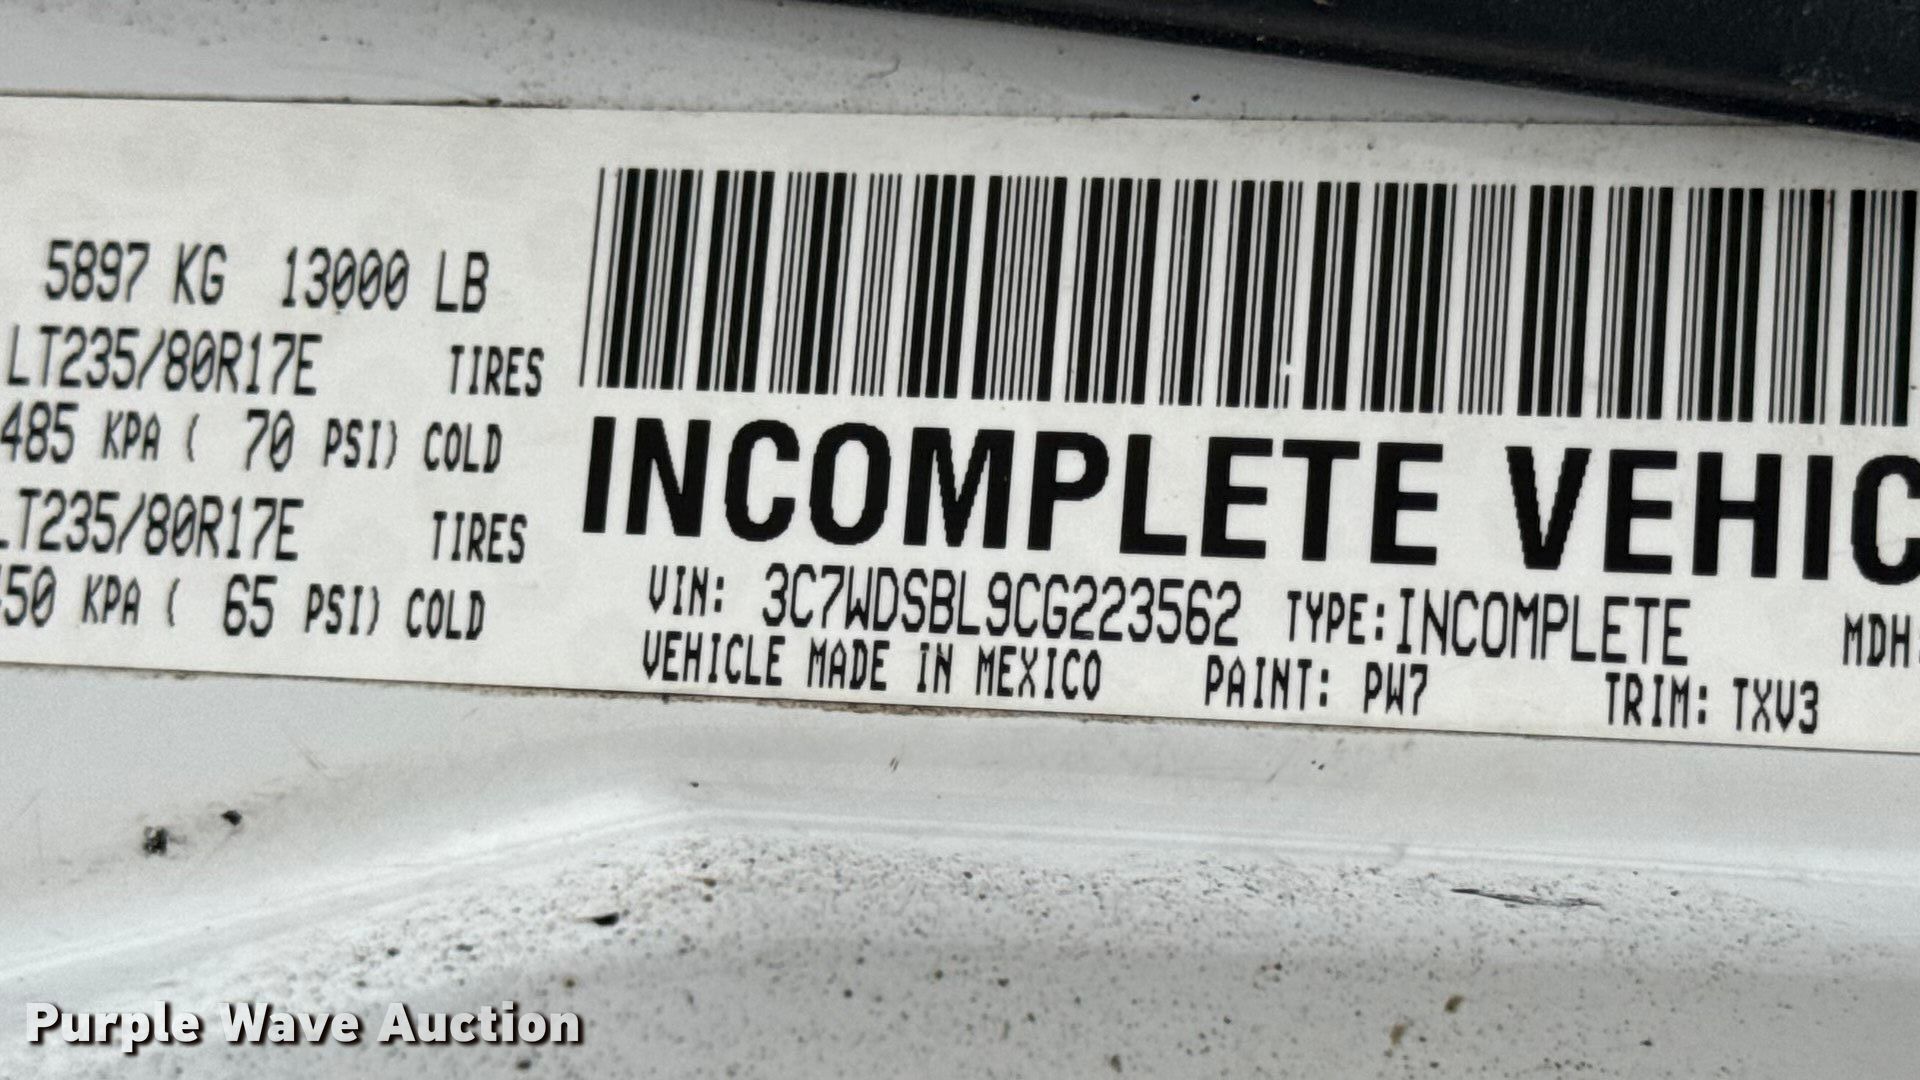 5897 KG 13000 LB
LT235/80R17E TIRES
485 KPA ( 70 PSI) COLD
LT235/80R17E TIRES
50 KPA ( 65 PSI) COLD
INCOMPLETE VEHIC
VIN: 3C7WDSBL9CG223562 TYPE:INCOMPLETE MDH
VEHICLE MADE IN MEXICO PAINT: PW7 TRIM: TXV3
Purple Wave Auction